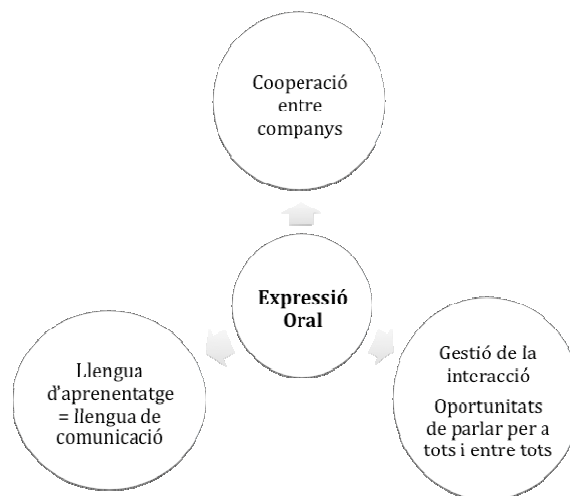 Cooperació
entre
companys
Expressió
Oral
Llengua
d'aprenentatge
= llengua de
comunicació
Gestió de la
interacció
Oportunitats
de parlar per a
tots i entre tots